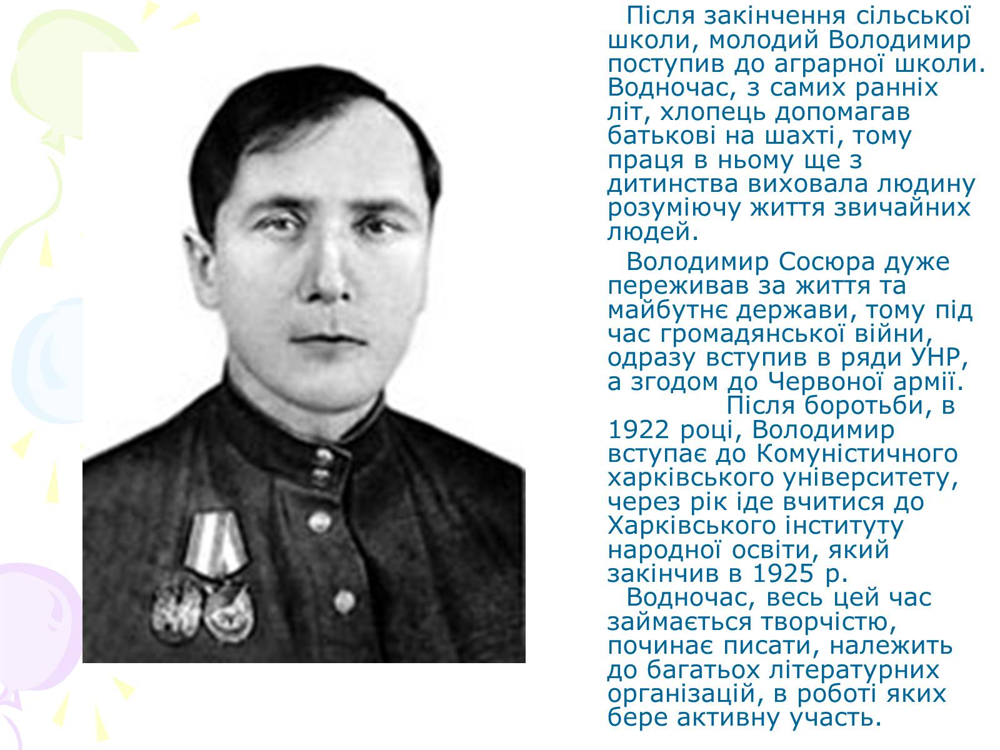 Після закінчення сільської
школи, молодий Володимир
поступив до аграрної школи.
Водночас, з самих ранніх
літ, хлопець допомагав
батькові на шахті, тому
праця в ньому ще з
дитинства виховала людину
розуміючу життя звичайних
людей.
Володимир Сосюра дуже
переживав за життя та
майбутнє держави, тому під
час громадянської війни,
одразу вступив в ряди УНР,
а згодом до Червоної армії.
Після боротьби, в
1922 році, Володимир
вступає до Комуністичного
харківського університету,
через рік іде вчитися до
Харківського інституту
народної освіти, який
закінчив в 1925 р.
Водночас, весь цей час
займається творчістю,
починає писати, належить
до багатьох літературних
організацій, в роботі яких
бере активну участь.